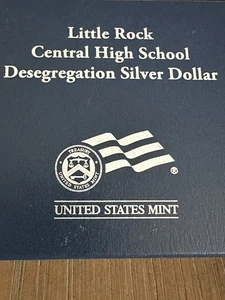 Little Rock
Central High School
Desegregation Silver Dollar
®
UNITED STATES MINT